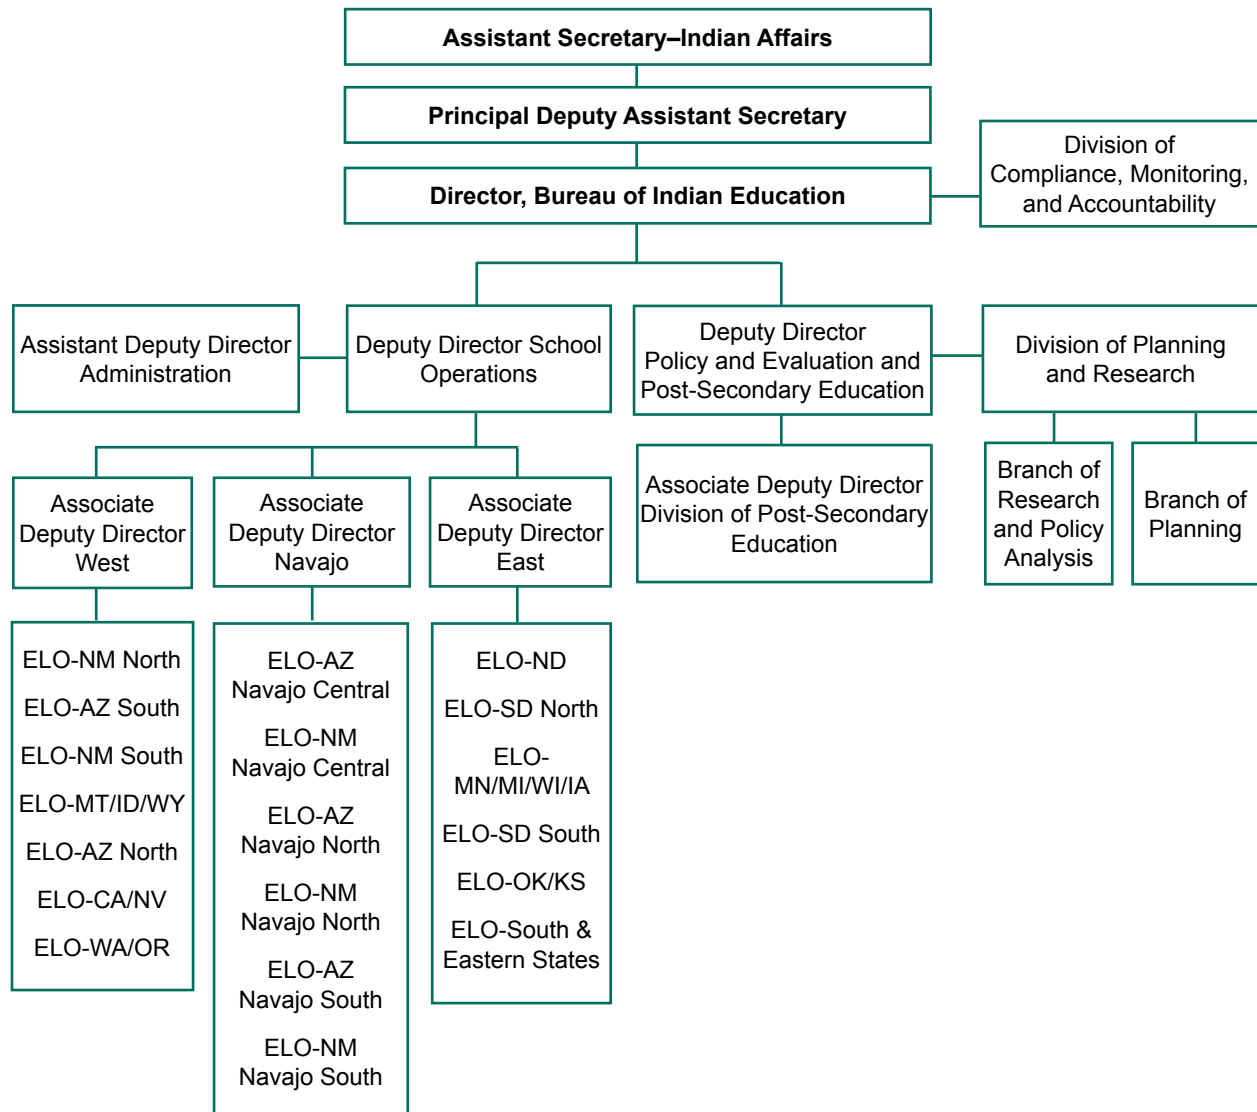 Assistant Secretary–Indian Affairs
Principal Deputy Assistant Secretary
Director, Bureau of Indian Education
Division of
Compliance, Monitoring,
and Accountability
Assistant Deputy Director
Administration
Deputy Director School
Operations
Deputy Director
Policy and Evaluation and
Post-Secondary Education
Division of Planning
and Research
Associate
Deputy Director
West
Associate
Deputy Director
Navajo
Associate
Deputy Director
East
Associate Deputy Director
Division of Post-Secondary
Education
Branch of
Research
and Policy
Analysis
Branch of
Planning
ELO-NM North
ELO-AZ South
ELO-NM South
ELO-MT/ID/WY
ELO-AZ North
ELO-CA/NV
ELO-WA/OR
ELO-AZ
Navajo Central
ELO-NM
Navajo Central
ELO-AZ
Navajo North
ELO-NM
Navajo North
ELO-AZ
Navajo South
ELO-NM
Navajo South
ELO-ND
ELO-SD North
ELO-
MN/MI/WI/IA
ELO-SD South
ELO-OK/KS
ELO-South &
Eastern States